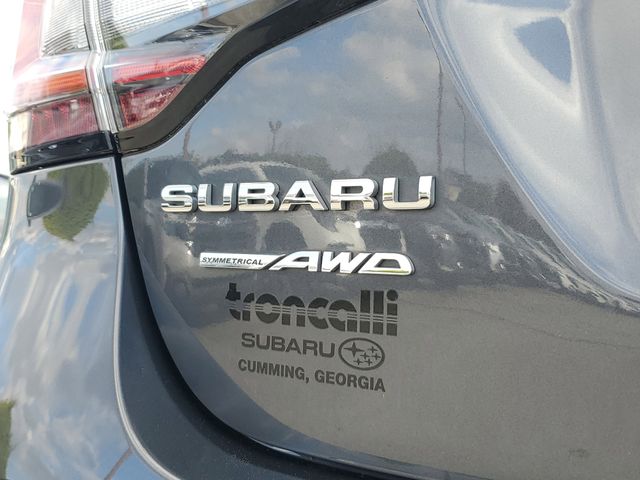 SUBARU
SYMMETRICAL AWD
troncalli
SUBARU
CUMMING, GEORGIA